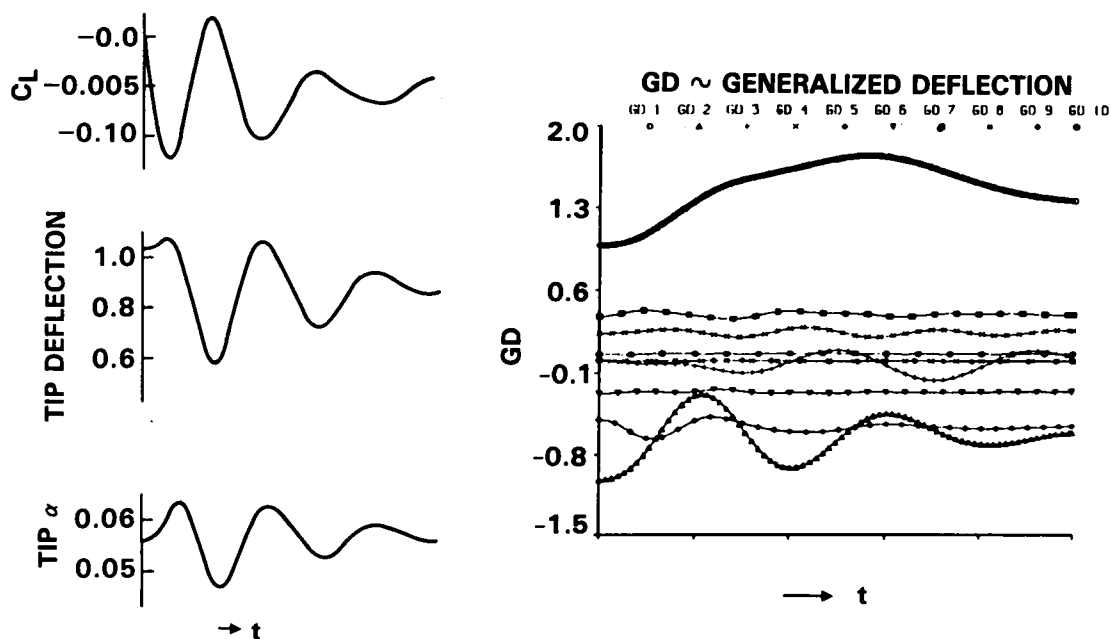 CL
-0.0
-0.005
-0.10
TIP DEFLECTION
1.0
0.8
0.6
TIP α
0.06
0.05
→ t
GD ~ GENERALIZED DEFLECTION
GD 1 GD 2 GD 3 GD 4 GD 5 GD 6 GD 7 GD 8 GD 9 GD 10
GD
2.0
1.3
0.6
-0.1
-0.8
-1.5
→ t